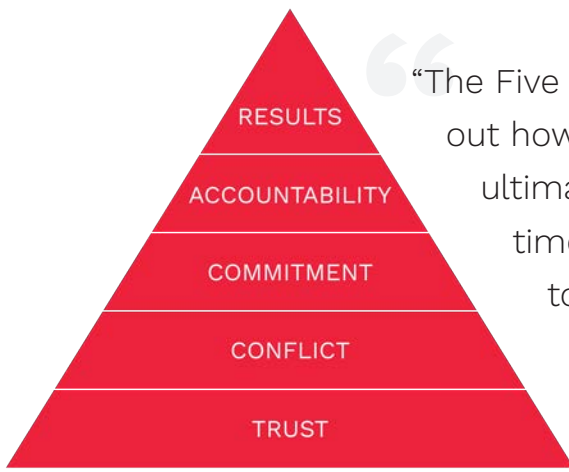 RESULTS
ACCOUNTABILITY
COMMITMENT
CONFLICT
TRUST
“The Five
out how
ultima
time
to